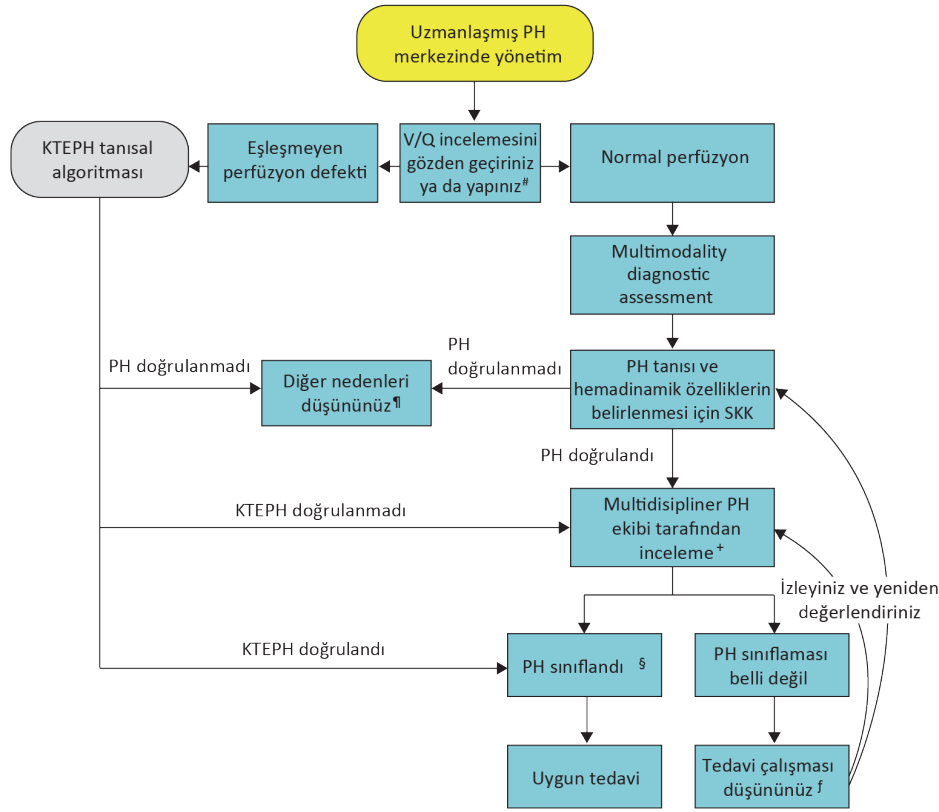 Uzmanlaşmış PH
merkezinde yönetim
KTEPH tanısal
algoritması
Eşleşmeyen
perfüzyon defekti
V/Q incelemesini
gözden geçiriniz
ya da yapınız#
Normal perfüzyon
Multimodality
diagnostic
assessment
PH doğrulanmadı
Diğer nedenleri
düşününüz¶
PH
doğrulanmadı
PH tanısı ve
hemadinamik özelliklerin
belirlenmesi için SKK
PH doğrulandı
KTEPH doğrulanmadı
Multidisipliner PH
ekibi tarafından
inceleme+
İzleyiniz ve yeniden
değerlendiriniz
KTEPH doğrulandı
PH sınıflandı §
PH sınıflaması
belli değil
Uygun tedavi
Tedavi çalışması
düşününüz ƒ